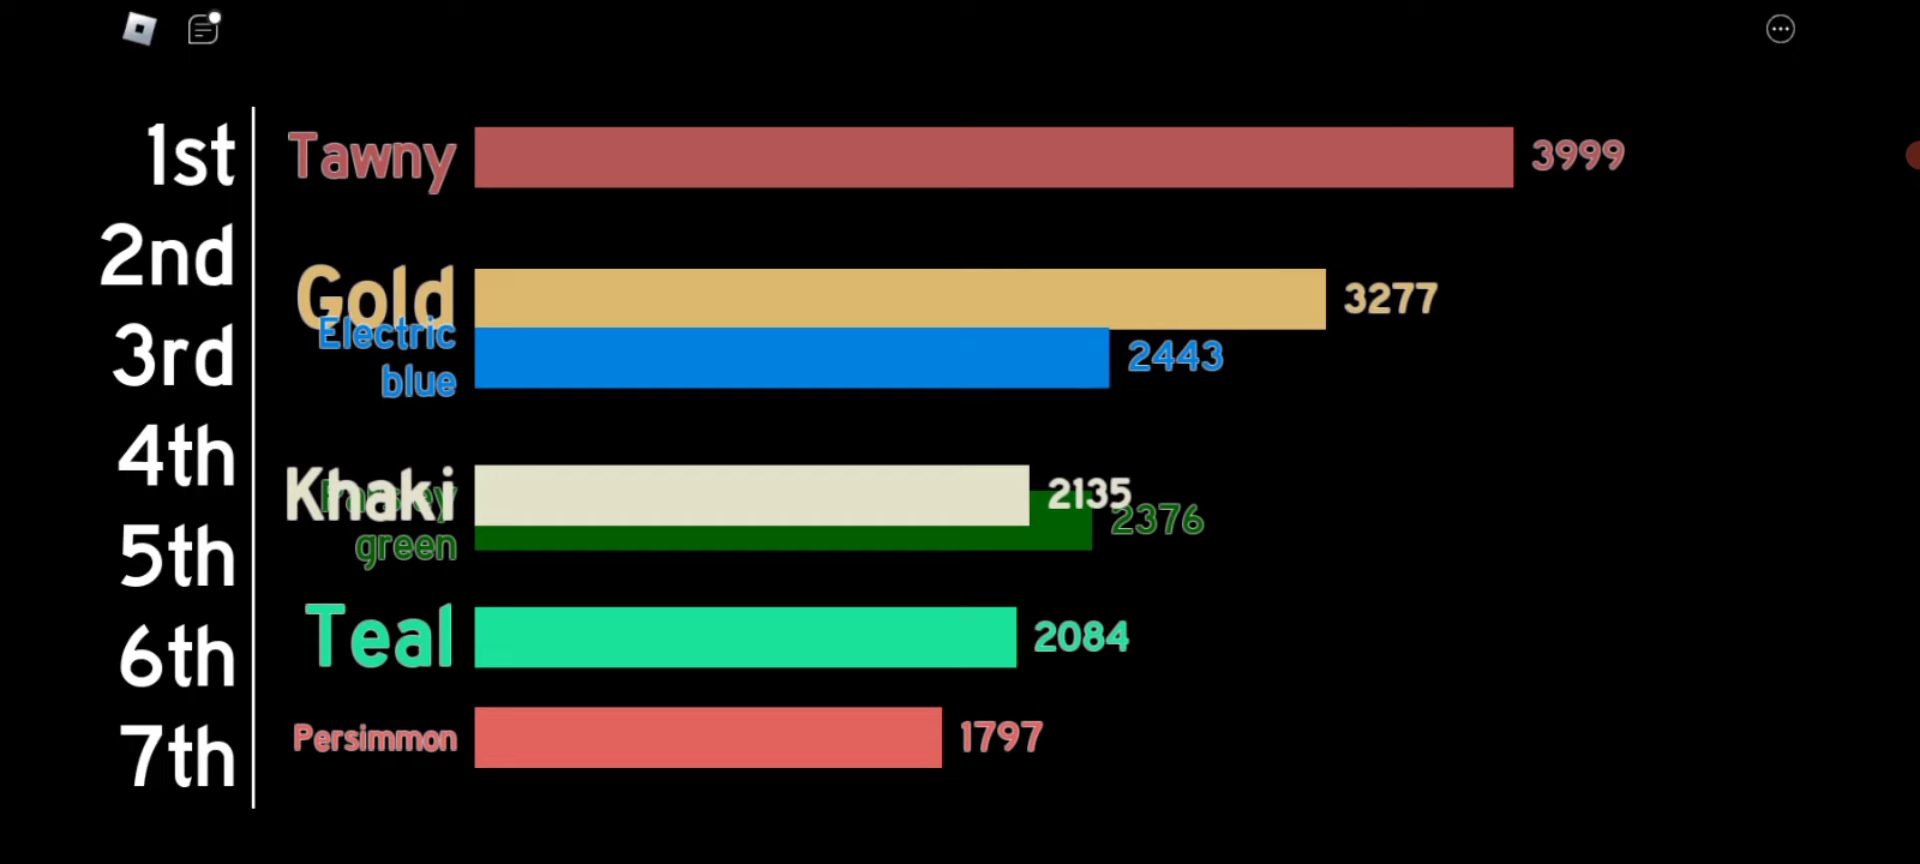 1st Tawny 3999
2nd
Gold 3277
3rd Electric 2443
blue
4th
Khaki 2135
Parsley 2376
green
5th
6th Teal 2084
7th Persimmon 1797